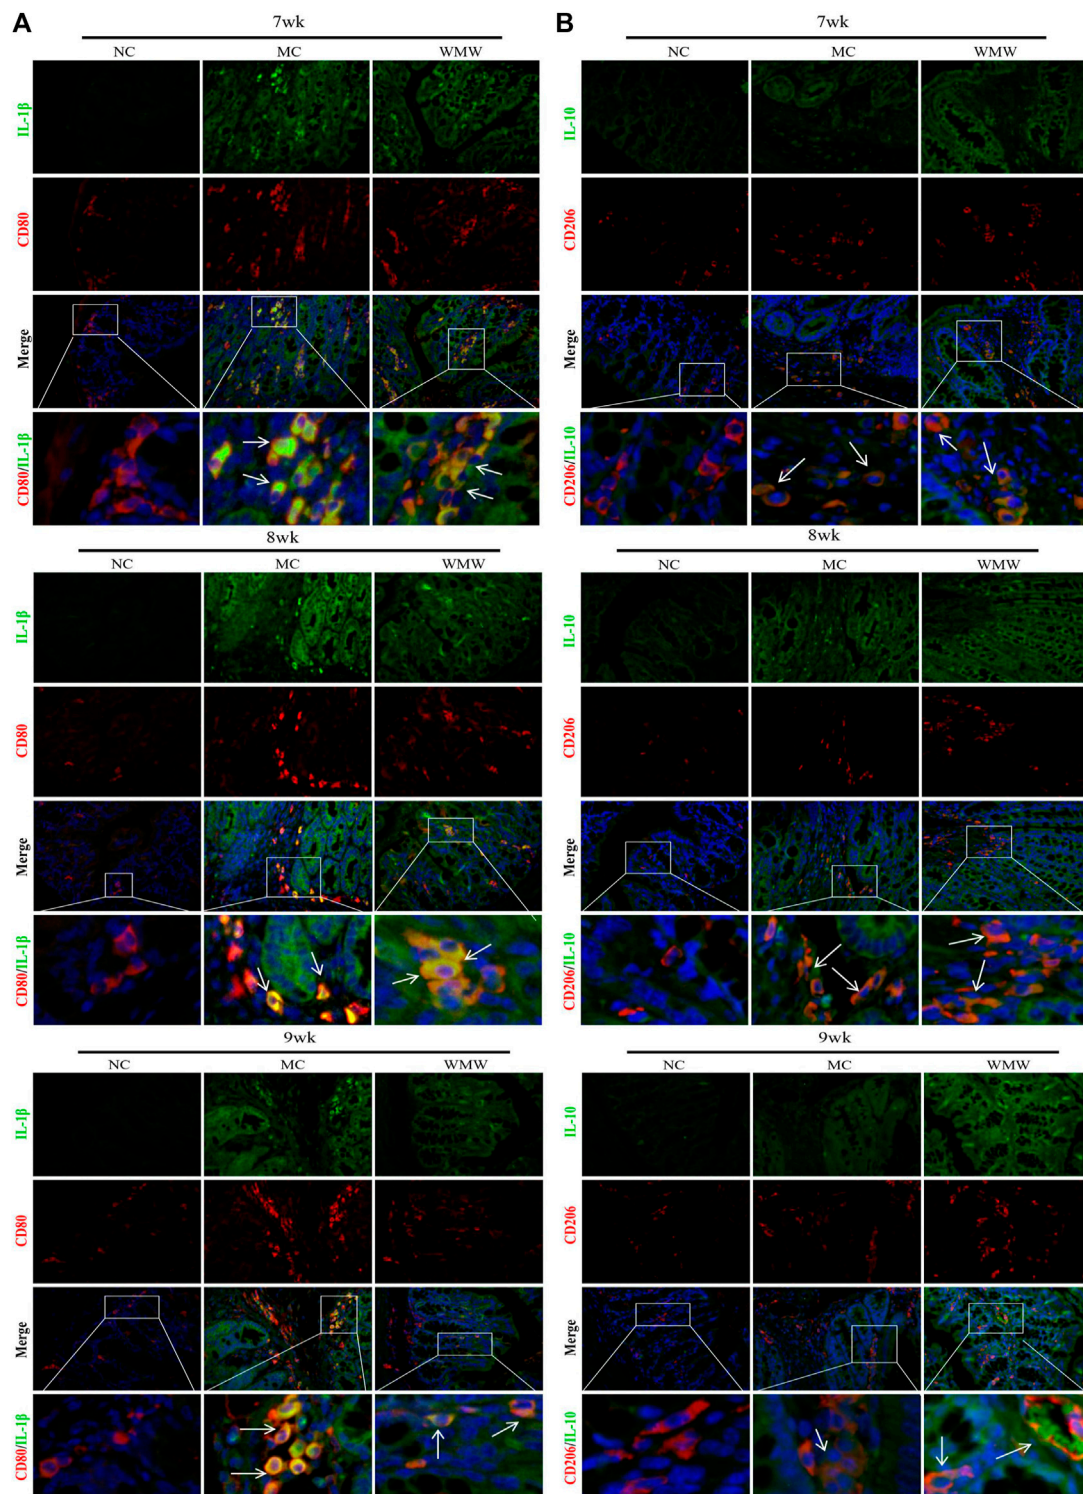 A
7wk
NC MC WMW
IL-1β
CD80
Merge
CD80/IL-1β
8wk
NC MC WMW
IL-1β
CD80
Merge
CD80/IL-1β
9wk
NC MC WMW
IL-1β
CD80
Merge
CD80/IL-1β
B
7wk
NC MC WMW
IL-10
CD206
Merge
CD206/IL-10
8wk
NC MC WMW
IL-10
CD206
Merge
CD206/IL-10
9wk
NC MC WMW
IL-10
CD206
Merge
CD206/IL-10